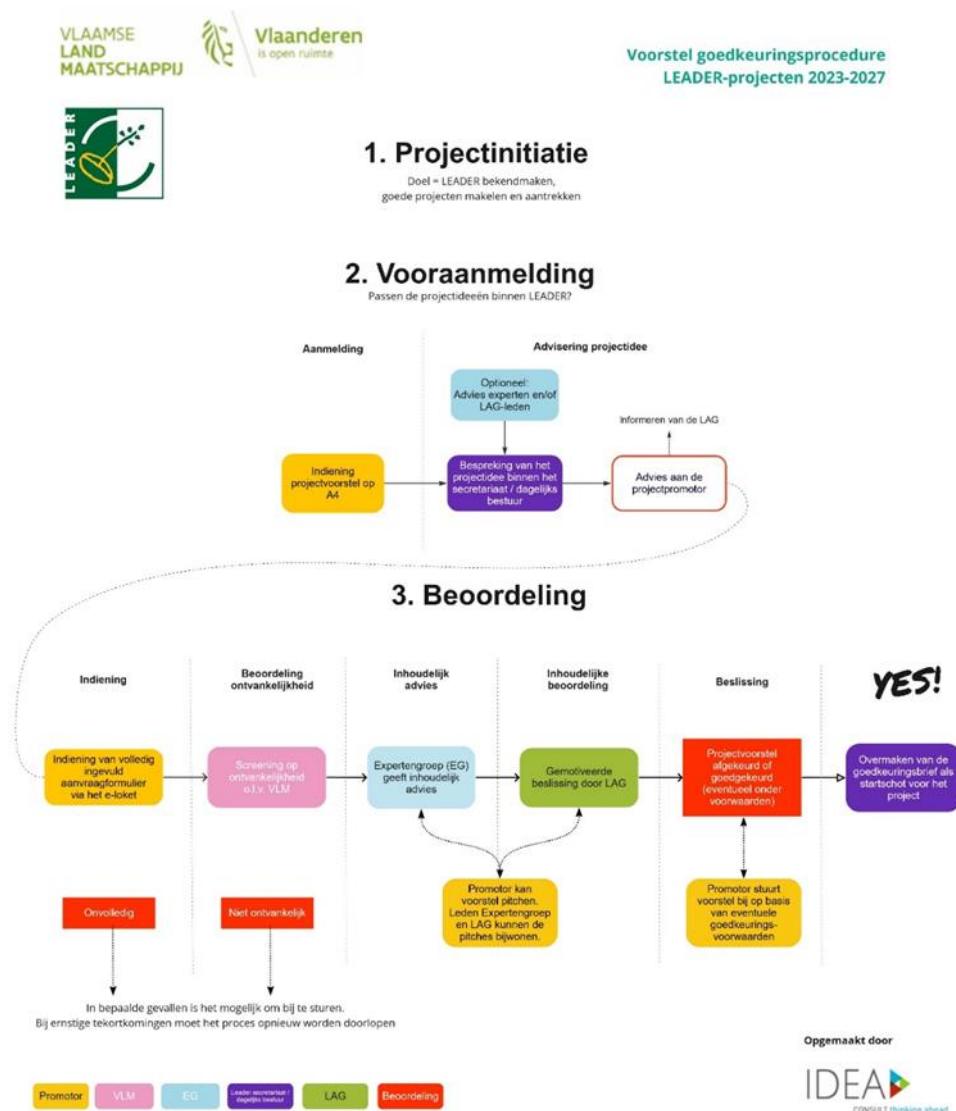 VLAAMSE
LAND
MAATSCHAPPIJ
Vlaanderen
is open ruimte
Voorstel goedkeuringsprocedure
LEADER-projecten 2023-2027
LEADER
1. Projectinitiatie
Doel = LEADER bekendmaken,
goede projecten makelen en aantrekken
2. Vooraanmelding
Passen de projectideeën binnen LEADER?
Aanmelding
Advisering projectidee
Optioneel:
Advies experten en/of
LAG-leden
Informeren van de LAG
Indiening
projectvoorstel op
A4
Bespreking van het
projectidee binnen het
secretariaat / dagelijks
bestuur
Advies aan de
projectpromotor
3. Beoordeling
Indiening
Beoordeling
ontvankelijkheid
Inhoudelijk
advies
Inhoudelijke
beoordeling
Beslissing
YES!
Indiening van volledig
ingevuld
aanvraagformulier
via het e-loket
Screening op
ontvankelijkheid
o.l.v. VLM
Expertengroep (EG)
geeft inhoudelijk
advies
Gemotiveerde
beslissing door LAG
Projectvoorstel
afgekeurd of
goedgekeurd
(eventueel onder
voorwaarden)
Overmaken van de
goedkeuringsbrief als
startschot voor het
project
Onvolledig
Niet ontvankelijk
Promotor kan
voorstel pitchen.
Leden Expertengroep
en LAG kunnen de
pitches bijwonen.
Promotor stuurt
voorstel bij op basis
van eventuele
goedkeurings-
voorwaarden
In bepaalde gevallen is het mogelijk om bij te sturen.
Bij ernstige tekortkomingen moet het proces opnieuw worden doorlopen
Opgemaakt door
IDEA
CONSULT thinking ahead
Promotor
VLM
EG
Leader secretariaat /
dagelijks bestuur
LAG
Beoordeling